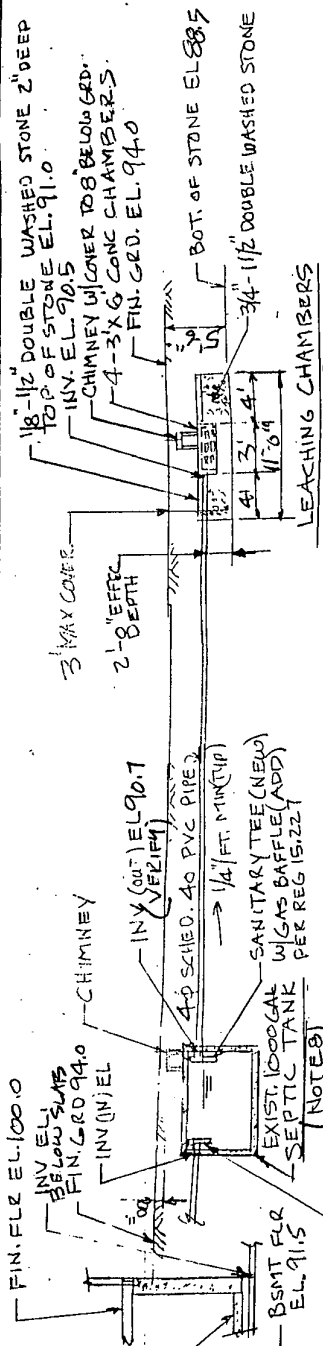 FIN. FLR EL.100.0
INV EL.
BELOW SLAB
FIN. GRD 94.0
INV (IN) EL
8"
CHIMNEY
INV (OUT) EL 90.7
(VERIFY)
4"Ø SCHED. 40 PVC PIPE
1/4"/FT. MIN (TYP)
SANITARY TEE (NEW)
W/GAS BAFFLE (ADD)
PER REG 15.227
EXIST. 1000 GAL
SEPTIC TANK
(NOTE 8)
BSMT FLR
EL. 91.5
3' MAX COVER
2'-8" EFFEC
DEPTH
1/8"-1/2" DOUBLE WASHED STONE 2" DEEP
TOP OF STONE EL. 91.0
INV. EL. 90.5
CHIMNEY W/COVER TO 8" BELOW GRD.
4-3'X6' CONC CHAMBERS
FIN. GRD. EL. 94.0
5'-6"
BOT. OF STONE EL 88.5
3/4-1 1/2" DOUBLE WASHED STONE
4' 3' 4'
11'-0"
LEACHING CHAMBERS